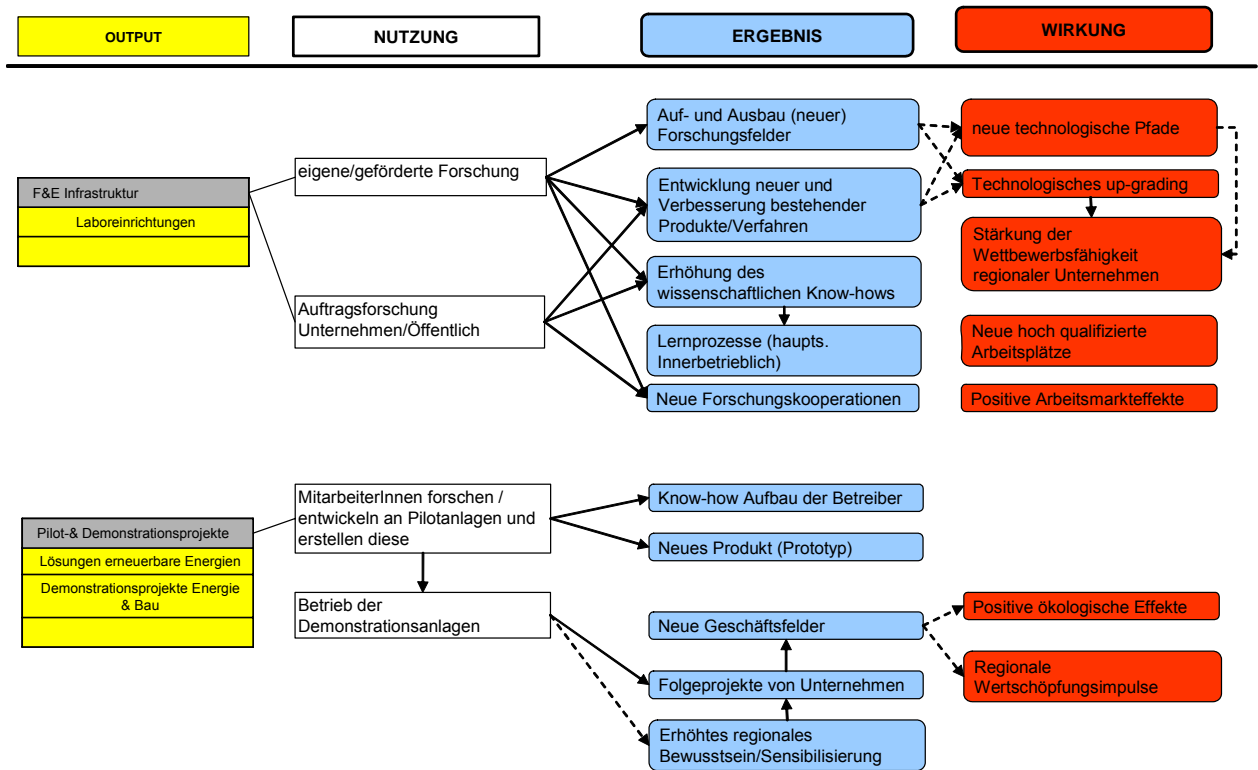 OUTPUT
NUTZUNG
ERGEBNIS
WIRKUNG
F&E Infrastruktur
Laboreinrichtungen
eigene/geförderte Forschung
Auftragsforschung
Unternehmen/Öffentlich
Auf- und Ausbau (neuer)
Forschungsfelder
Entwicklung neuer und
Verbesserung bestehender
Produkte/Verfahren
Erhöhung des
wissenschaftlichen Know-hows
Lernprozesse (haupts.
Innerbetrieblich)
Neue Forschungskooperationen
neue technologische Pfade
Technologisches up-grading
Stärkung der
Wettbewerbsfähigkeit
regionaler Unternehmen
Neue hoch qualifizierte
Arbeitsplätze
Positive Arbeitsmarkteffekte
Pilot-& Demonstrationsprojekte
Lösungen erneuerbare Energien
Demonstrationsprojekte Energie
& Bau
MitarbeiterInnen forschen /
entwickeln an Pilotanlagen und
erstellen diese
Betrieb der
Demonstrationsanlagen
Know-how Aufbau der Betreiber
Neues Produkt (Prototyp)
Neue Geschäftsfelder
Folgeprojekte von Unternehmen
Erhöhtes regionales
Bewusstsein/Sensibilisierung
Positive ökologische Effekte
Regionale
Wertschöpfungsimpulse